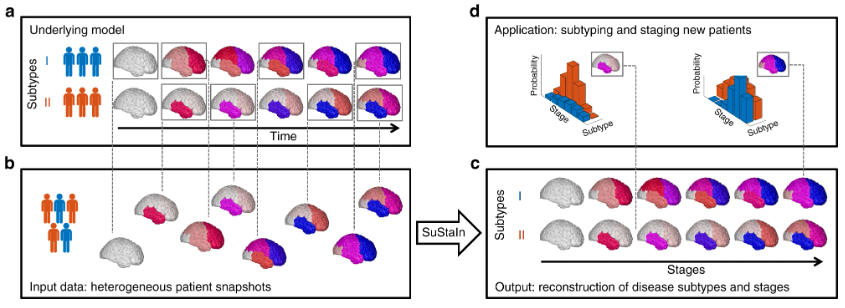 a
Underlying model
Subtypes
I
II
Time
b
Input data: heterogeneous patient snapshots
SuStaIn
d
Application: subtyping and staging new patients
Probability
Stage
Subtype
Probability
Stage
Subtype
c
Subtypes
I
II
Stages
Output: reconstruction of disease subtypes and stages